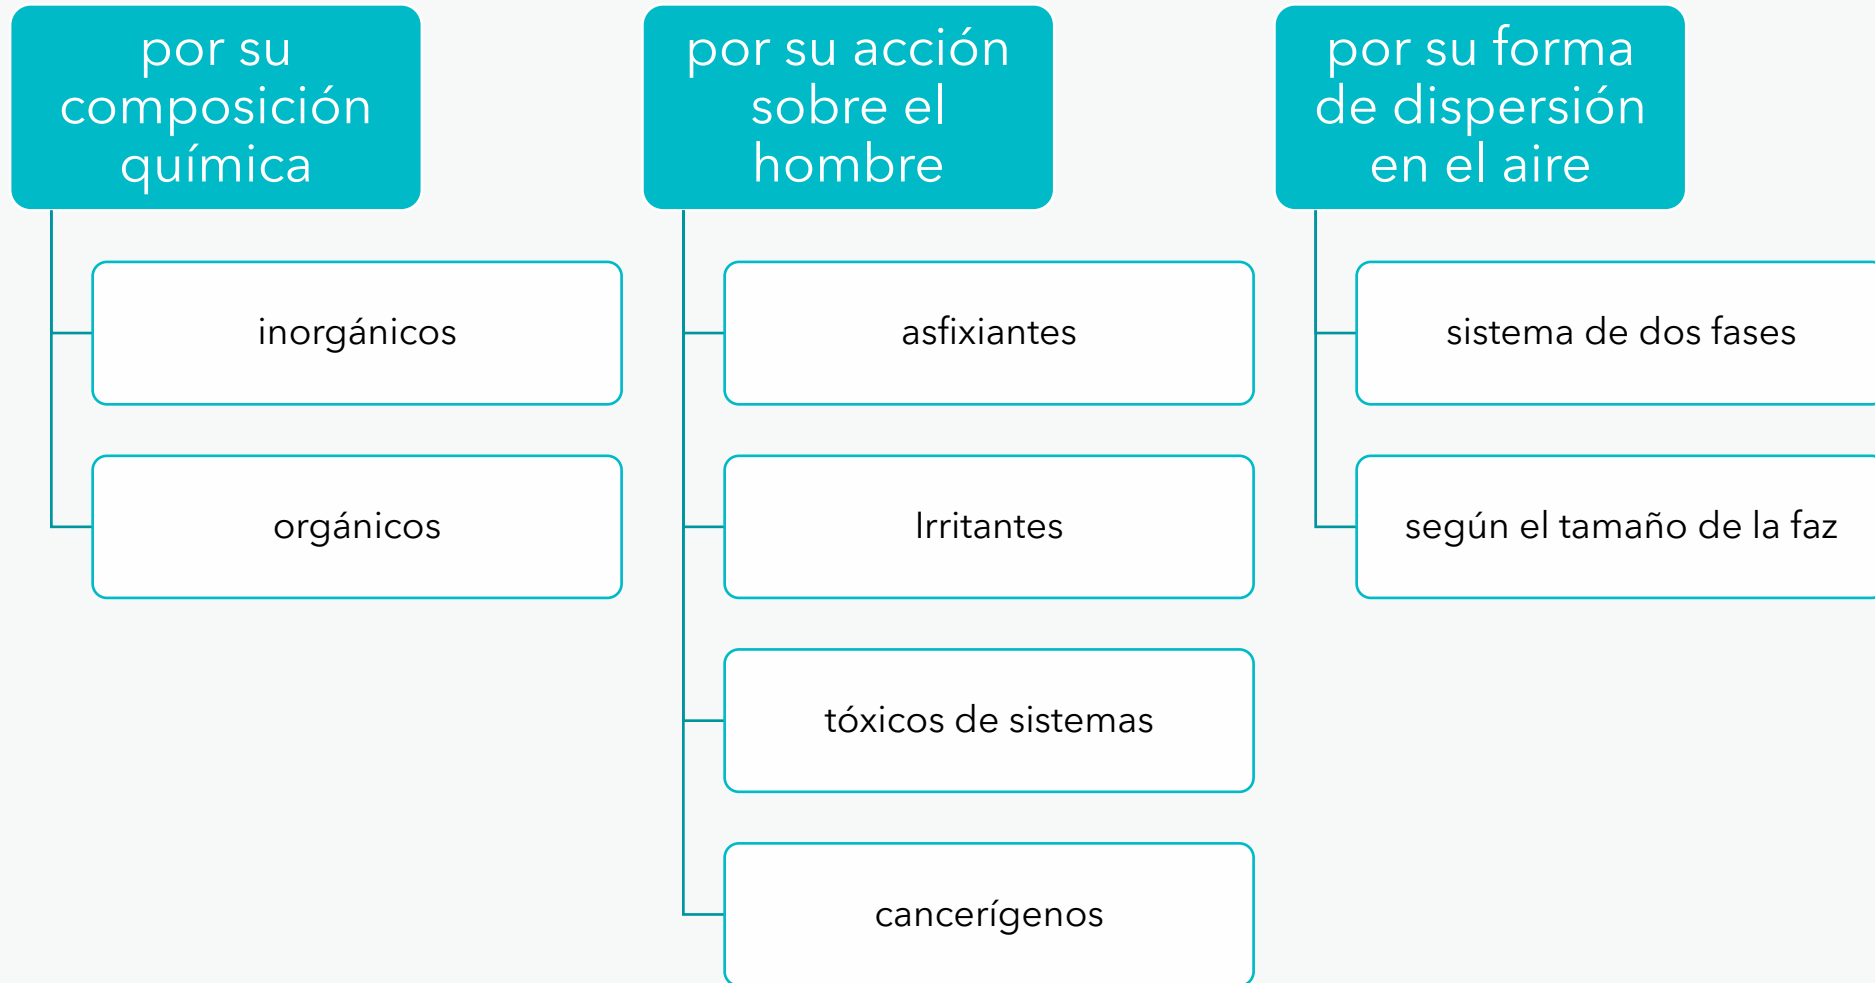 por su
composición
química
inorgánicos
orgánicos
por su acción
sobre el
hombre
asfixiantes
Irritantes
tóxicos de sistemas
cancerígenos
por su forma
de dispersión
en el aire
sistema de dos fases
según el tamaño de la faz